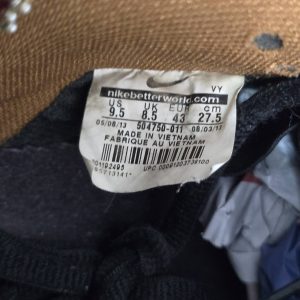 VY
nikebetterworld.com
US UK EUR cm
9.5 8.5 43 27.5
05/08/13 504750-011 08/03/13
MADE IN VIETNAM
FABRIQUE AU VIETNAM
UPC